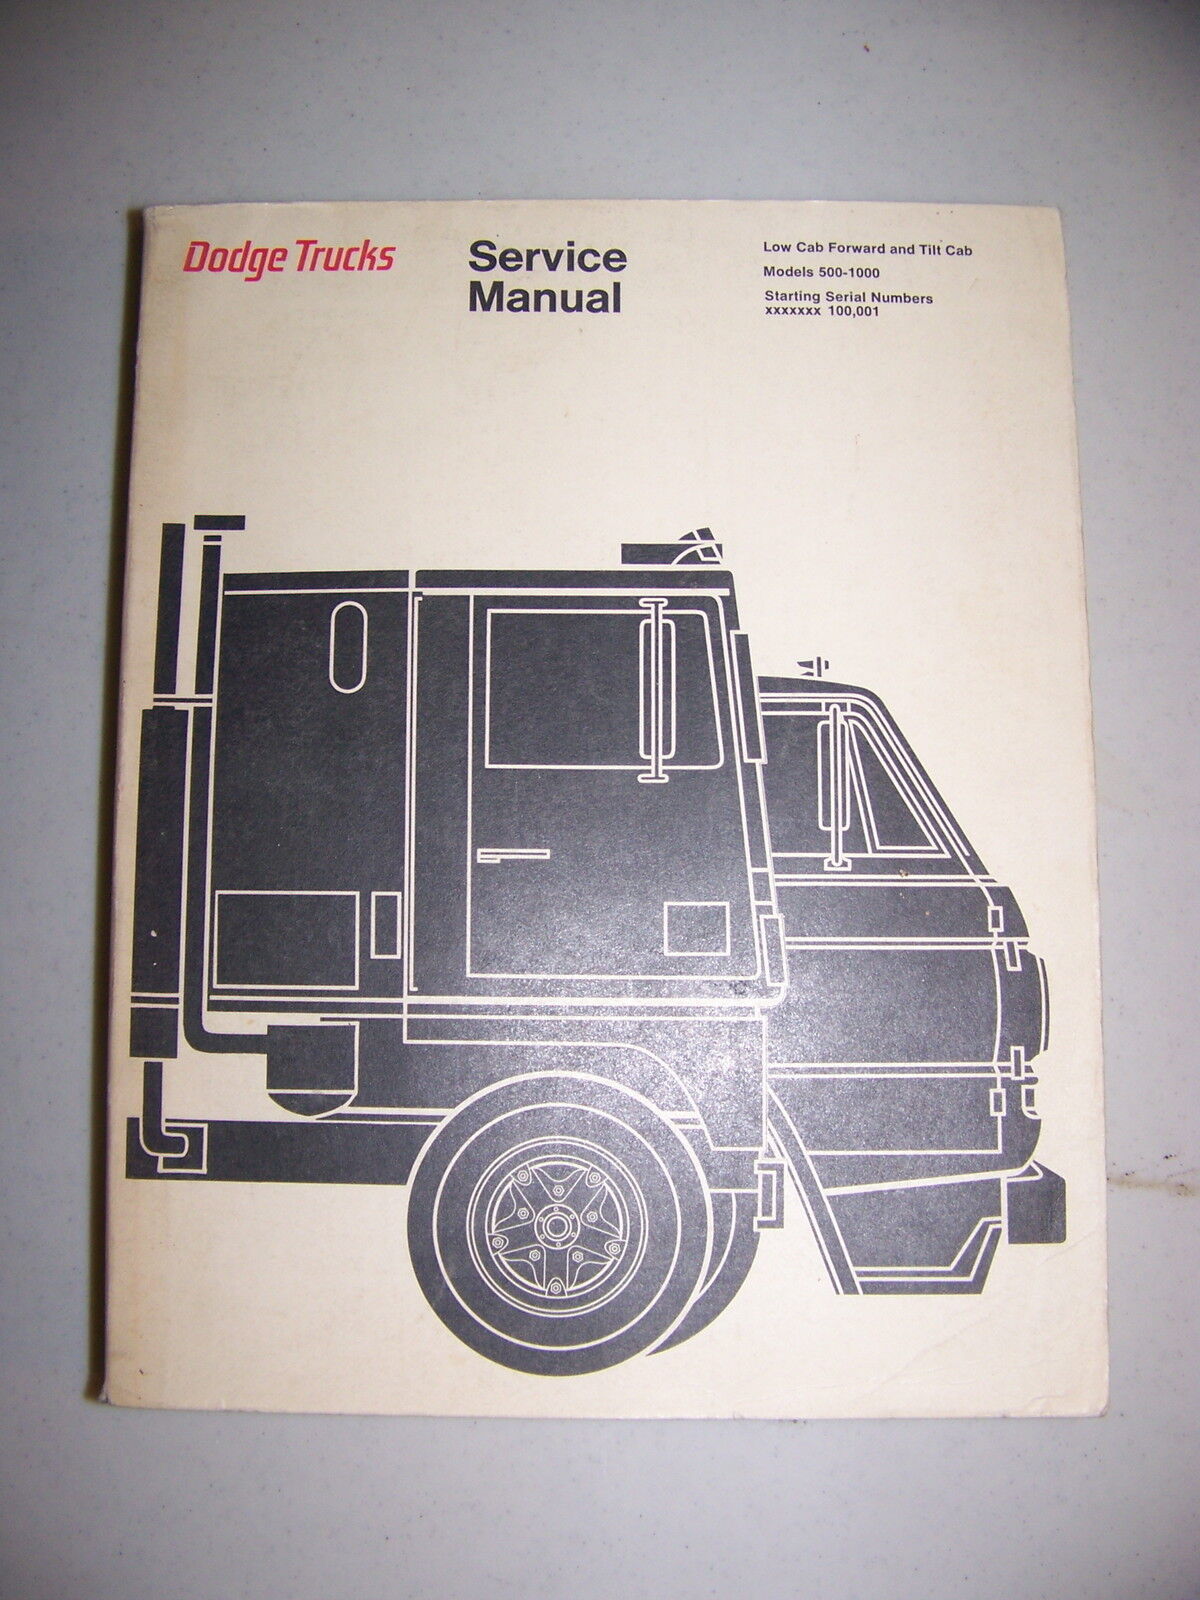 Dodge Trucks
Service
Manual
Low Cab Forward and Tilt Cab
Models 500-1000
Starting Serial Numbers
xxxxxxx 100,001